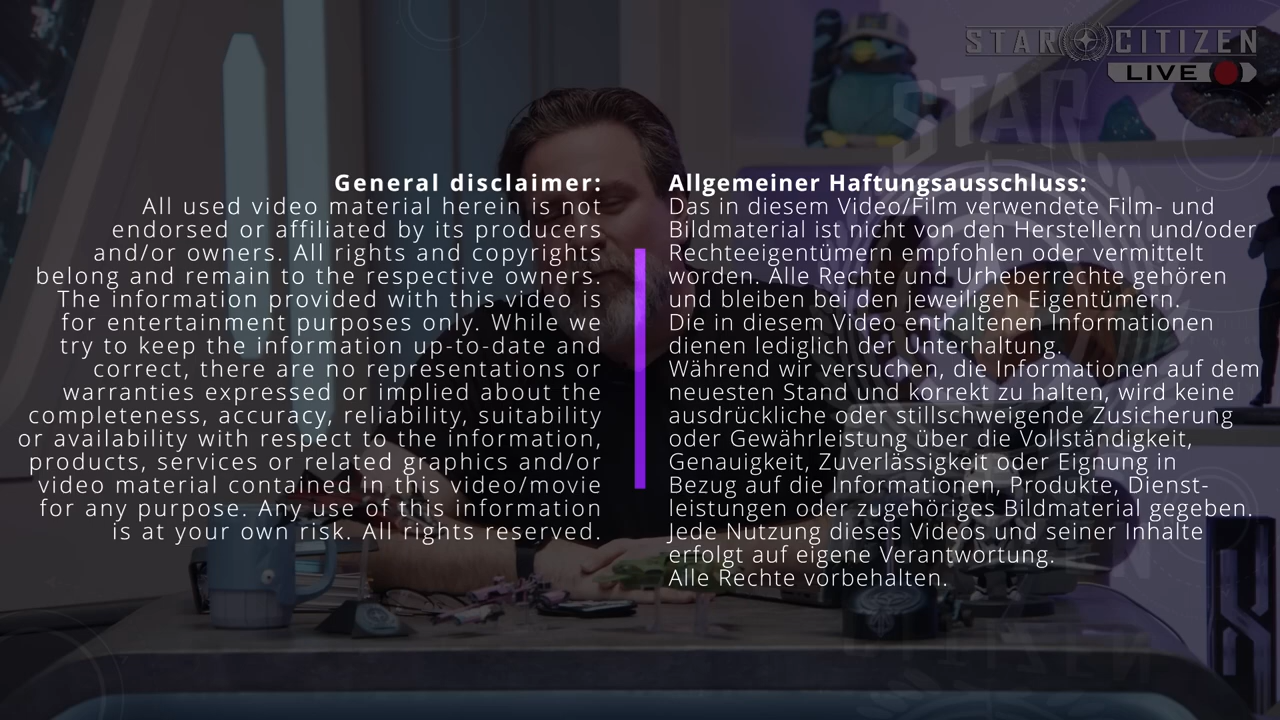 STAR CITIZEN
LIVE
STAR
General disclaimer:
All used video material herein is not
endorsed or affiliated by its producers
and/or owners. All rights and copyrights
belong and remain to the respective owners.
The information provided with this video is
for entertainment purposes only. While we
try to keep the information up-to-date and
correct, there are no representations or
warranties expressed or implied about the
completeness, accuracy, reliability, suitability
or availability with respect to the information,
products, services or related graphics and/or
video material contained in this video/movie
for any purpose. Any use of this information
is at your own risk. All rights reserved.
Allgemeiner Haftungsausschluss:
Das in diesem Video/Film verwendete Film- und
Bildmaterial ist nicht von den Herstellern und/oder
Rechteeigentümern empfohlen oder vermittelt
worden. Alle Rechte und Urheberrechte gehören
und bleiben bei den jeweiligen Eigentümern.
Die in diesem Video enthaltenen Informationen
dienen lediglich der Unterhaltung.
Während wir versuchen, die Informationen auf dem
neuesten Stand und korrekt zu halten, wird keine
ausdrückliche oder stillschweigende Zusicherung
oder Gewährleistung über die Vollständigkeit,
Genauigkeit, Zuverlässigkeit oder Eignung in
Bezug auf die Informationen, Produkte, Dienst-
leistungen oder zugehöriges Bildmaterial gegeben.
Jede Nutzung dieses Videos und seiner Inhalte
erfolgt auf eigene Verantwortung.
Alle Rechte vorbehalten.